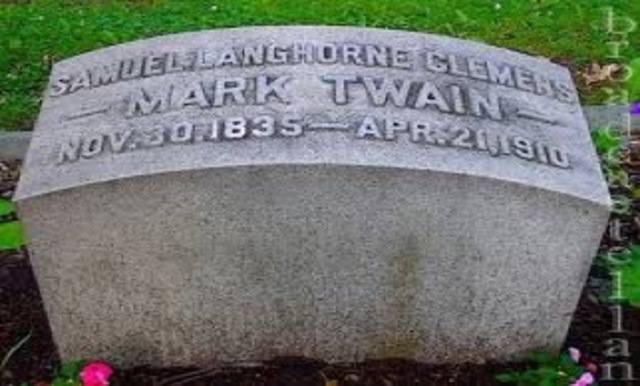 SAMUEL LANGHORNE CLEMENS
— MARK TWAIN —
NOV. 30. 1835 — APR. 21, 1910